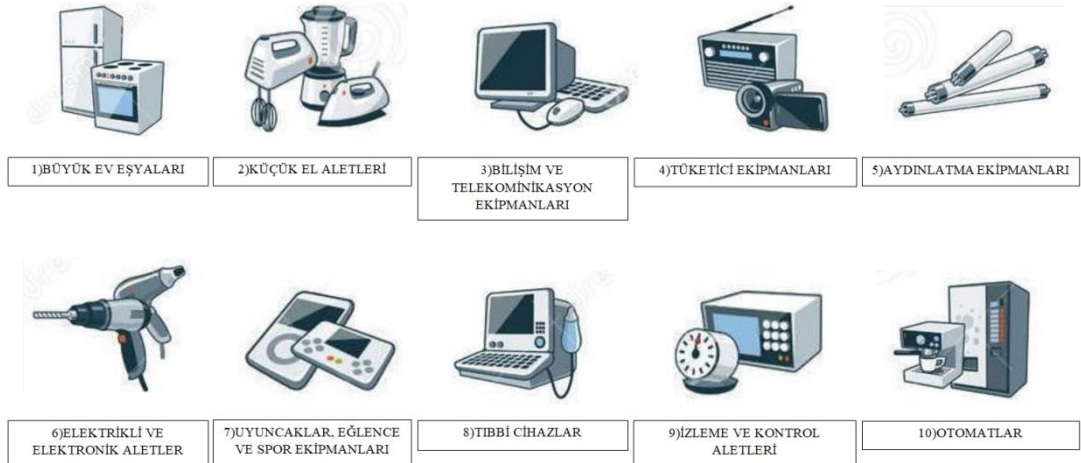 1)BÜYÜK EV EŞYALARI
2)KÜÇÜK EL ALETLERİ
3)BİLİŞİM VE
TELEKOMİNİKASYON
EKİPMANLARI
4)TÜKETİCİ EKİPMANLARI
5)AYDINLATMA EKİPMANLARI
6)ELEKTRİKLİ VE
ELEKTRONİK ALETLER
7)UYUNCAKLAR, EĞLENCE
VE SPOR EKİPMANLARI
8)TIBBİ CİHAZLAR
9)İZLEME VE KONTROL
ALETLERİ
10)OTOMATLAR